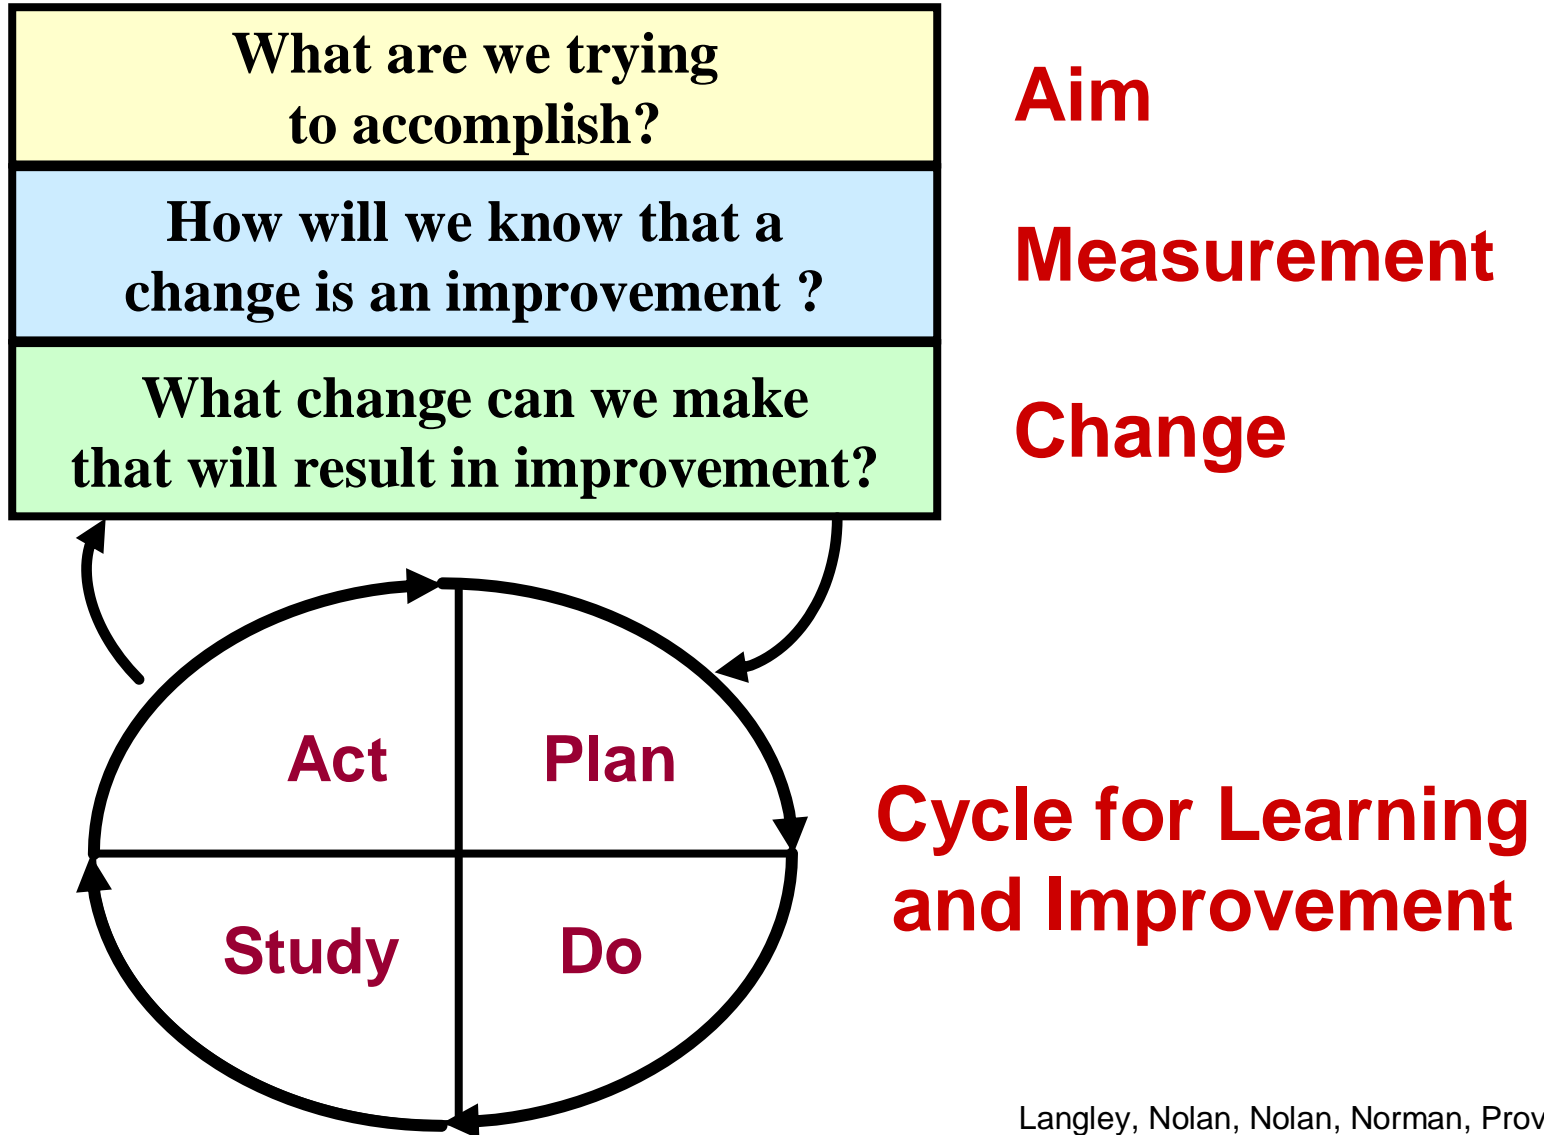 What are we trying
to accomplish?
Aim
How will we know that a
change is an improvement ?
Measurement
What change can we make
that will result in improvement?
Change
Act
Plan
Cycle for Learning
and Improvement
Study
Do
Langley, Nolan, Nolan, Norman, Prov